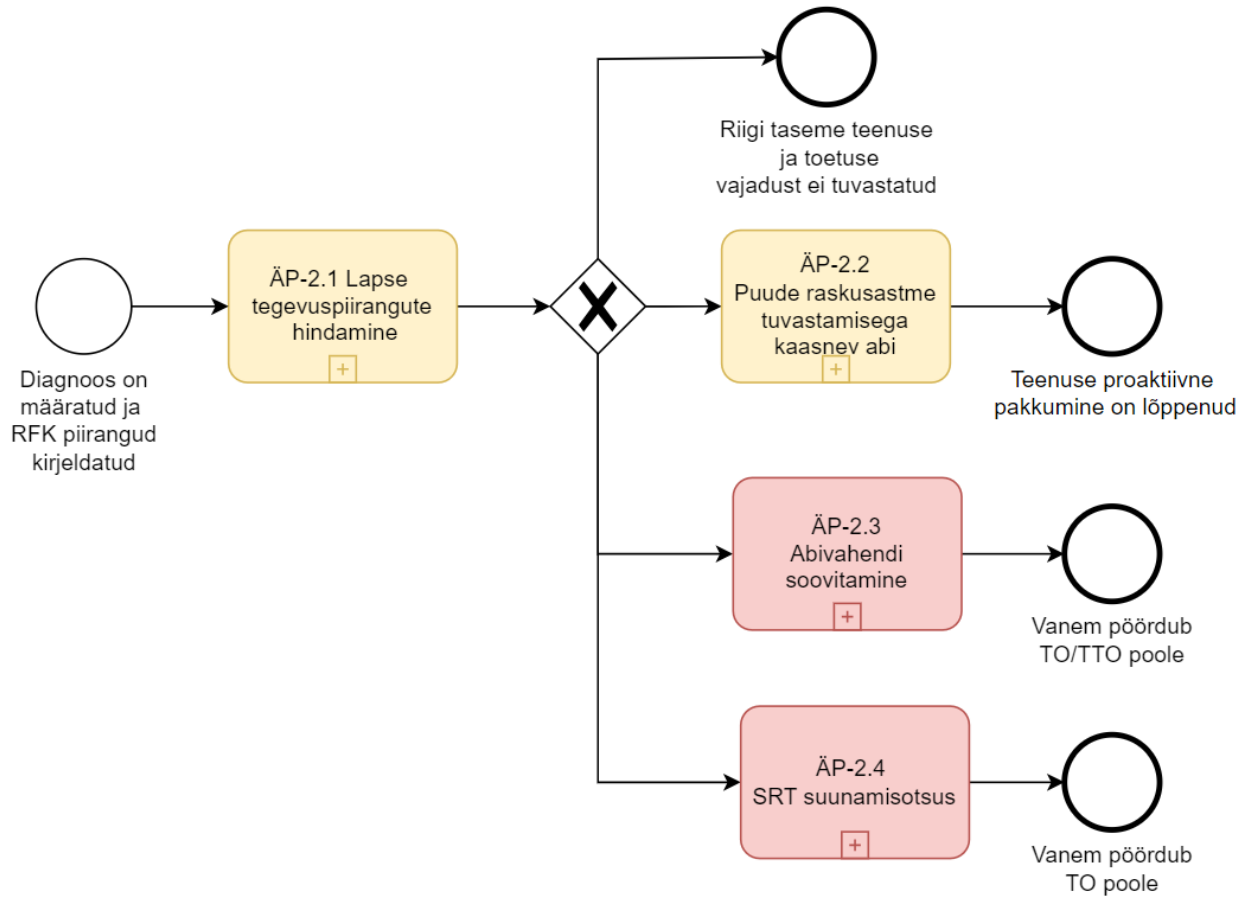 Riigi taseme teenuse
ja toetuse
vajadust ei tuvastatud
Diagnoos on
määratud ja
RFK piirangud
kirjeldatud
ÄP-2.1 Lapse
tegevuspiirangute
hindamine
ÄP-2.2
Puude raskusastme
tuvastamisega
kaasnev abi
Teenuse proaktiivne
pakkumine on lõppenud
ÄP-2.3
Abivahendi
soovitamine
Vanem pöördub
TO/TTO poole
ÄP-2.4
SRT suunamisotsus
Vanem pöördub
TO poole